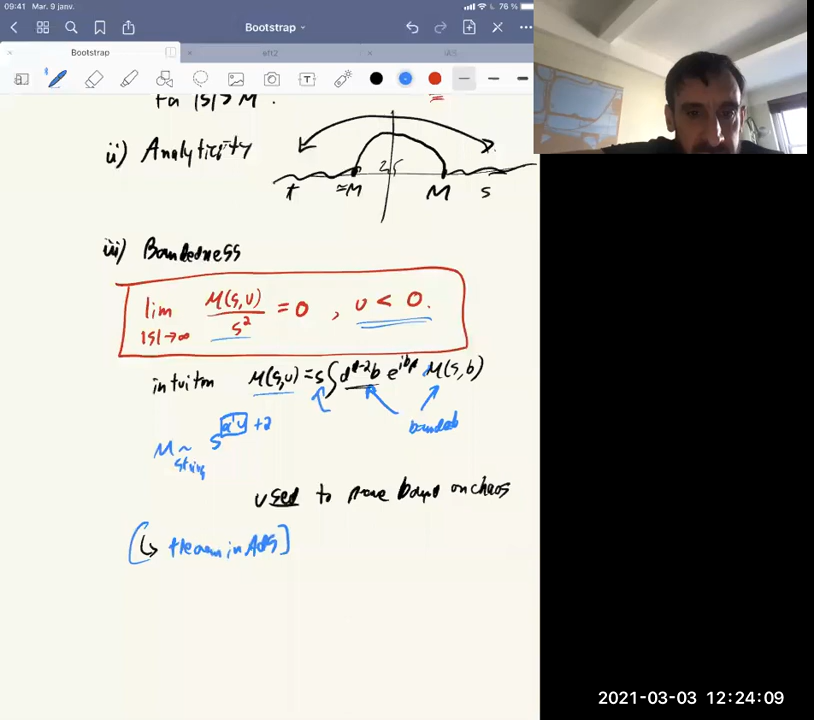 09:41 Mar. 9 janv. 76 %
Bootstrap
Bootstrap eft2 IAS
For |s| > M.
ii) Analyticity
t ≃M M s
iii) Boundedness
lim M(s,u)/s² = 0 , u < 0.
|s|→∞
intuition M(s,u) = s ∫ d^{d-2}b e^{ibp} M(s,b)
bounded
M ~ s^{α'u + 2}
string
used to prove bound on chaos
[↳ theorem in AdS]
2021-03-03 12:24:09